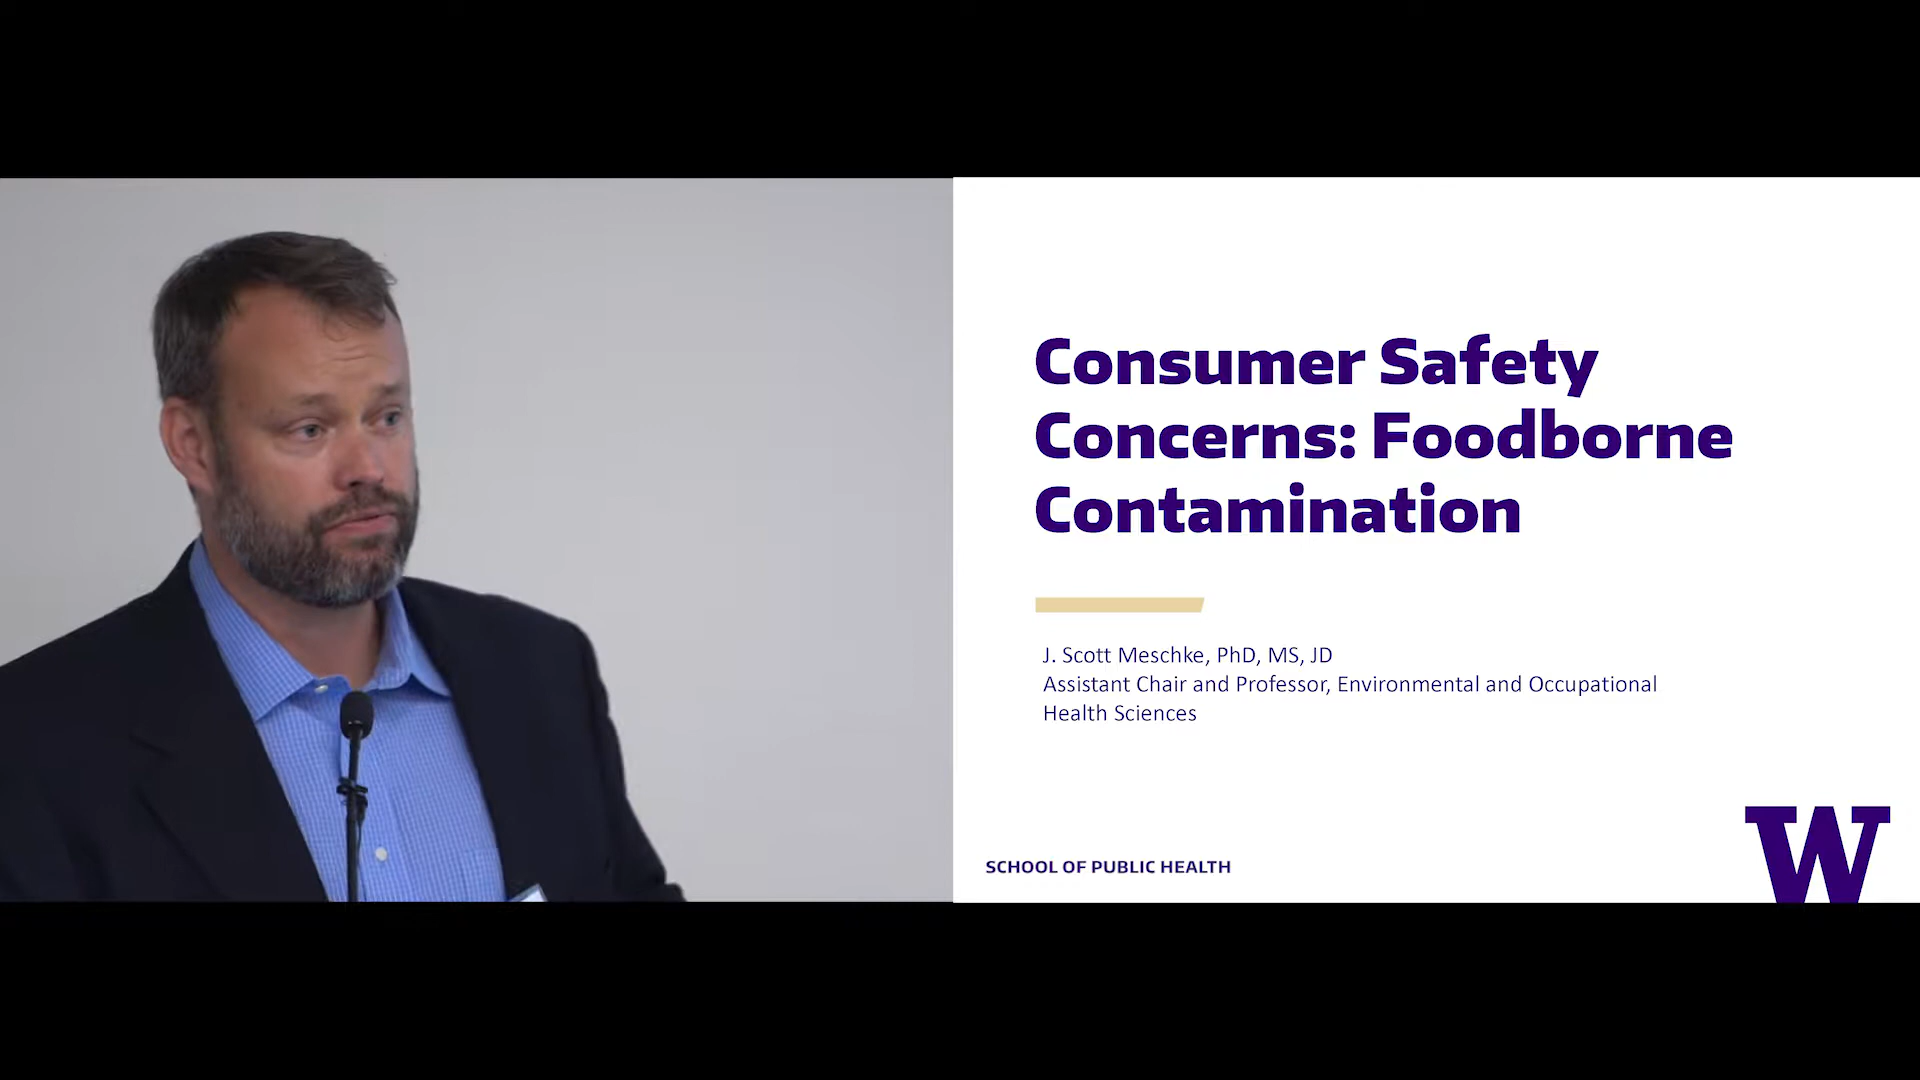 Consumer Safety
Concerns: Foodborne
Contamination
J. Scott Meschke, PhD, MS, JD
Assistant Chair and Professor, Environmental and Occupational
Health Sciences
SCHOOL OF PUBLIC HEALTH
W